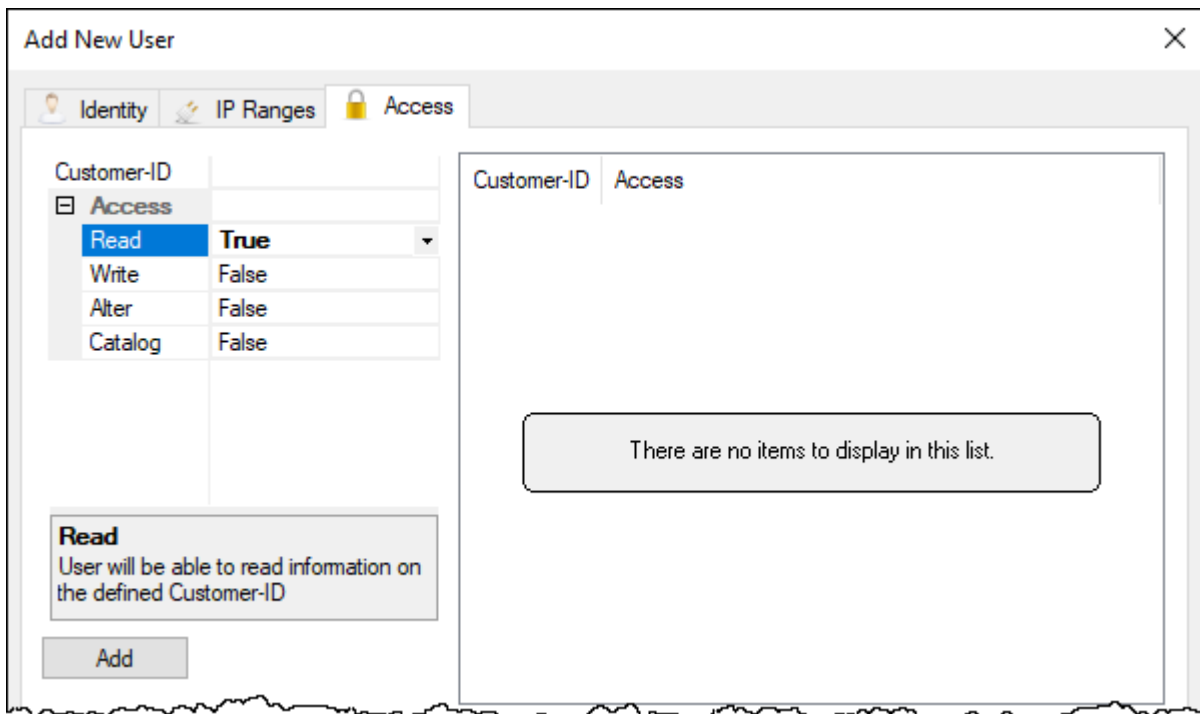 Add New User
Identity IP Ranges Access
Customer-ID
Access
Read True
Write False
Alter False
Catalog False
Read
User will be able to read information on
the defined Customer-ID
Add
Customer-ID Access
There are no items to display in this list.